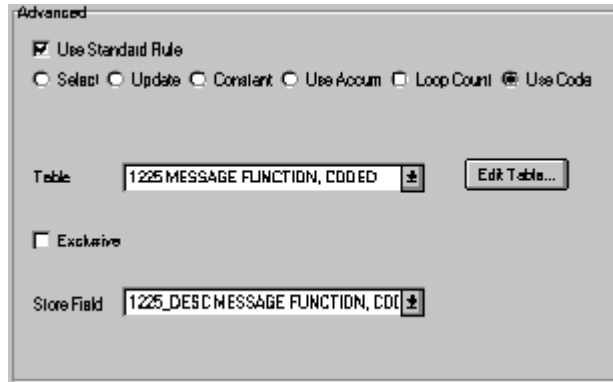 Advanced
Use Standard Rule
Select Update Constant Use Accum Loop Count Use Code
Table 1225 MESSAGE FUNCTION, CODED Edit Table...
Exclusive
Store Field 1225_DESC MESSAGE FUNCTION, COD